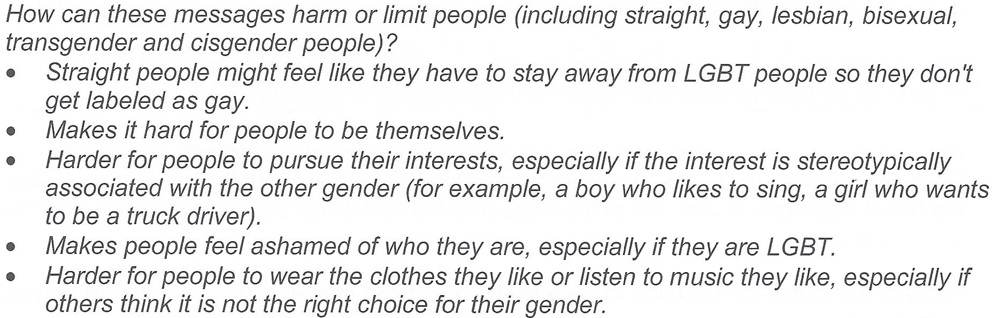 How can these messages harm or limit people (including straight, gay, lesbian, bisexual,
transgender and cisgender people)?
• Straight people might feel like they have to stay away from LGBT people so they don't
get labeled as gay.
• Makes it hard for people to be themselves.
• Harder for people to pursue their interests, especially if the interest is stereotypically
associated with the other gender (for example, a boy who likes to sing, a girl who wants
to be a truck driver).
• Makes people feel ashamed of who they are, especially if they are LGBT.
• Harder for people to wear the clothes they like or listen to music they like, especially if
others think it is not the right choice for their gender.